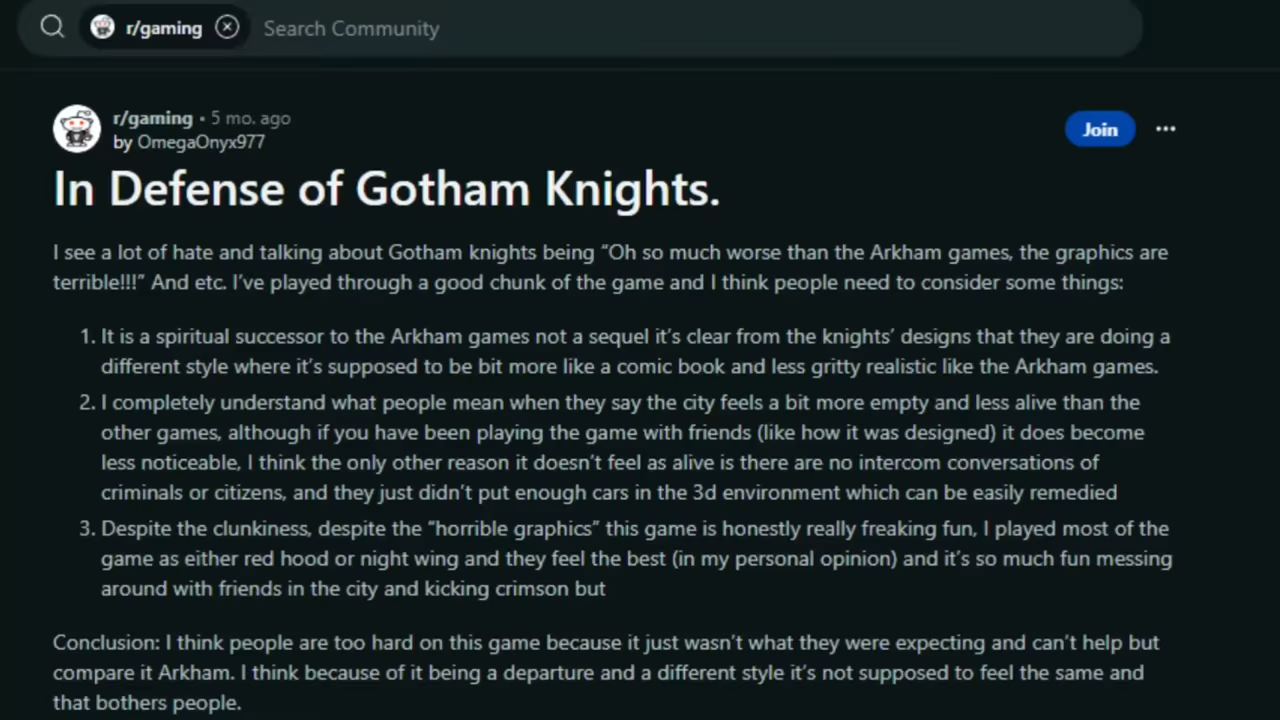 r/gaming Search Community
r/gaming • 5 mo. ago
by OmegaOnyx977
Join
In Defense of Gotham Knights.
I see a lot of hate and talking about Gotham knights being “Oh so much worse than the Arkham games, the graphics are
terrible!!!” And etc. I’ve played through a good chunk of the game and I think people need to consider some things:
1. It is a spiritual successor to the Arkham games not a sequel it’s clear from the knights’ designs that they are doing a
different style where it’s supposed to be bit more like a comic book and less gritty realistic like the Arkham games.
2. I completely understand what people mean when they say the city feels a bit more empty and less alive than the
other games, although if you have been playing the game with friends (like how it was designed) it does become
less noticeable, I think the only other reason it doesn’t feel as alive is there are no intercom conversations of
criminals or citizens, and they just didn’t put enough cars in the 3d environment which can be easily remedied
3. Despite the clunkiness, despite the “horrible graphics” this game is honestly really freaking fun, I played most of the
game as either red hood or night wing and they feel the best (in my personal opinion) and it’s so much fun messing
around with friends in the city and kicking crimson but
Conclusion: I think people are too hard on this game because it just wasn’t what they were expecting and can’t help but
compare it Arkham. I think because of it being a departure and a different style it’s not supposed to feel the same and
that bothers people.